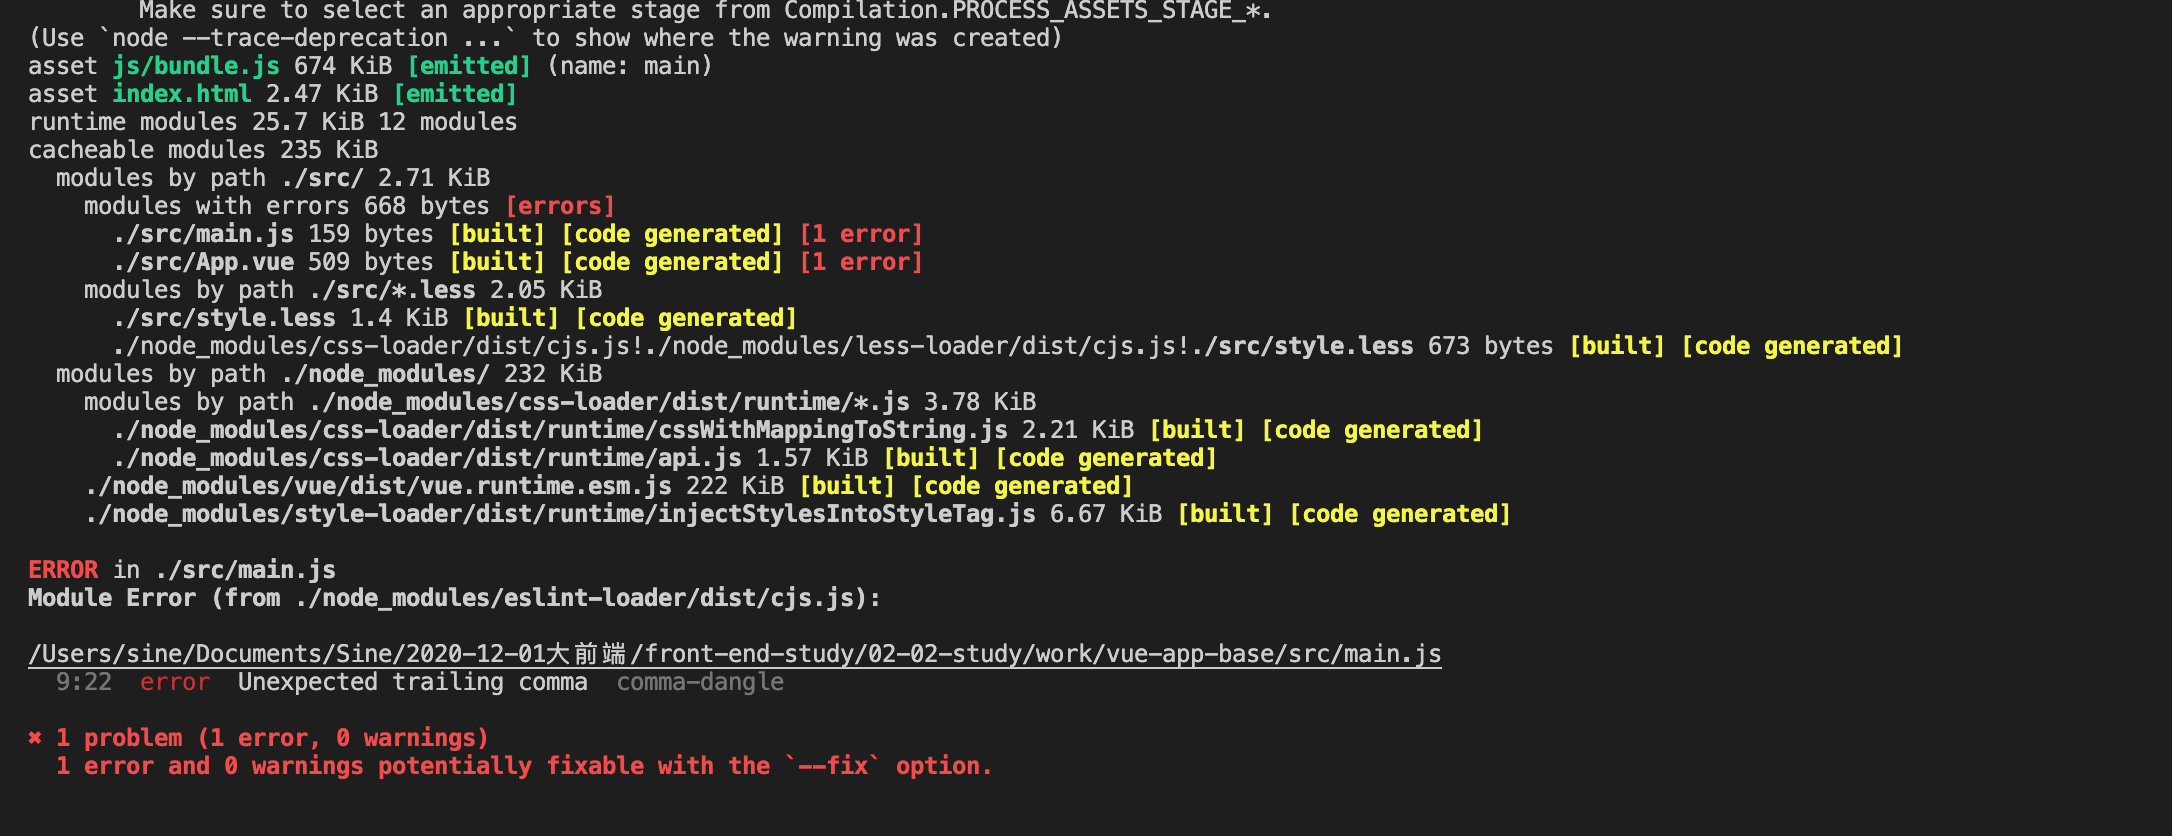 Make sure to select an appropriate stage from Compilation.PROCESS_ASSETS_STAGE_*.
(Use `node --trace-deprecation ...` to show where the warning was created)
asset js/bundle.js 674 KiB [emitted] (name: main)
asset index.html 2.47 KiB [emitted]
runtime modules 25.7 KiB 12 modules
cacheable modules 235 KiB
modules by path ./src/ 2.71 KiB
modules with errors 668 bytes [errors]
./src/main.js 159 bytes [built] [code generated] [1 error]
./src/App.vue 509 bytes [built] [code generated] [1 error]
modules by path ./src/*.less 2.05 KiB
./src/style.less 1.4 KiB [built] [code generated]
./node_modules/css-loader/dist/cjs.js!./node_modules/less-loader/dist/cjs.js!./src/style.less 673 bytes [built] [code generated]
modules by path ./node_modules/ 232 KiB
modules by path ./node_modules/css-loader/dist/runtime/*.js 3.78 KiB
./node_modules/css-loader/dist/runtime/cssWithMappingToString.js 2.21 KiB [built] [code generated]
./node_modules/css-loader/dist/runtime/api.js 1.57 KiB [built] [code generated]
./node_modules/vue/dist/vue.runtime.esm.js 222 KiB [built] [code generated]
./node_modules/style-loader/dist/runtime/injectStylesIntoStyleTag.js 6.67 KiB [built] [code generated]
ERROR in ./src/main.js
Module Error (from ./node_modules/eslint-loader/dist/cjs.js):
/Users/sine/Documents/Sine/2020-12-01大前端/front-end-study/02-02-study/work/vue-app-base/src/main.js
9:22 error Unexpected trailing comma comma-dangle
✖ 1 problem (1 error, 0 warnings)
1 error and 0 warnings potentially fixable with the `--fix` option.